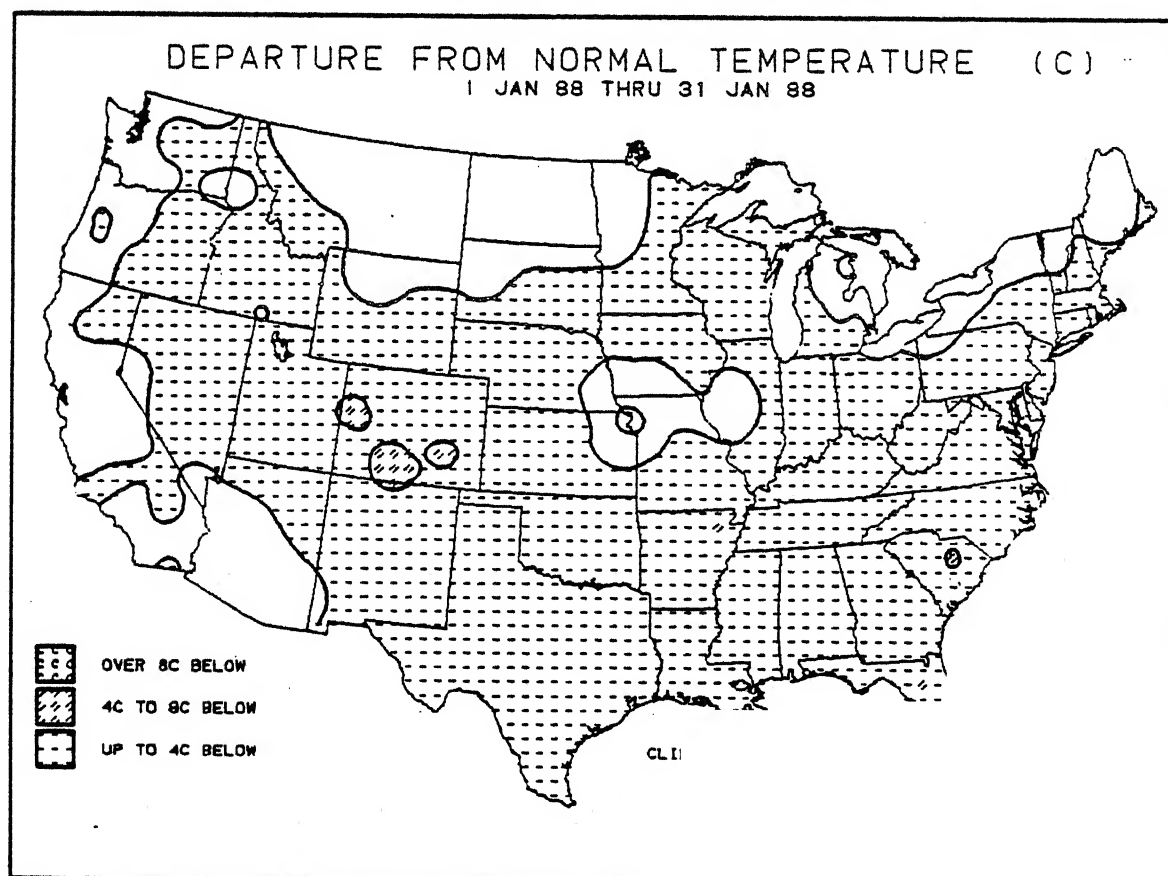 DEPARTURE FROM NORMAL TEMPERATURE (C)
1 JAN 88 THRU 31 JAN 88
OVER 8C BELOW
4C TO 8C BELOW
UP TO 4C BELOW
CLI